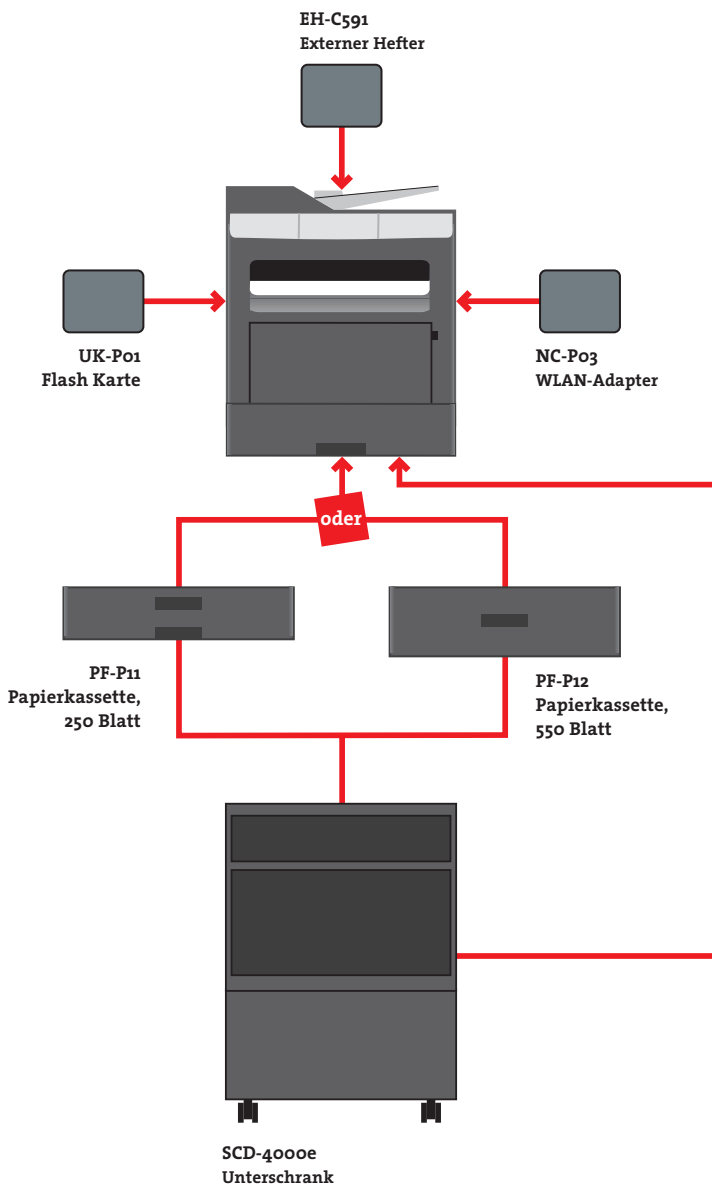 EH-C591
Externer Hefter
UK-P01
Flash Karte
NC-P03
WLAN-Adapter
oder
PF-P11
Papierkassette,
250 Blatt
PF-P12
Papierkassette,
550 Blatt
SCD-4000e
Unterschrank